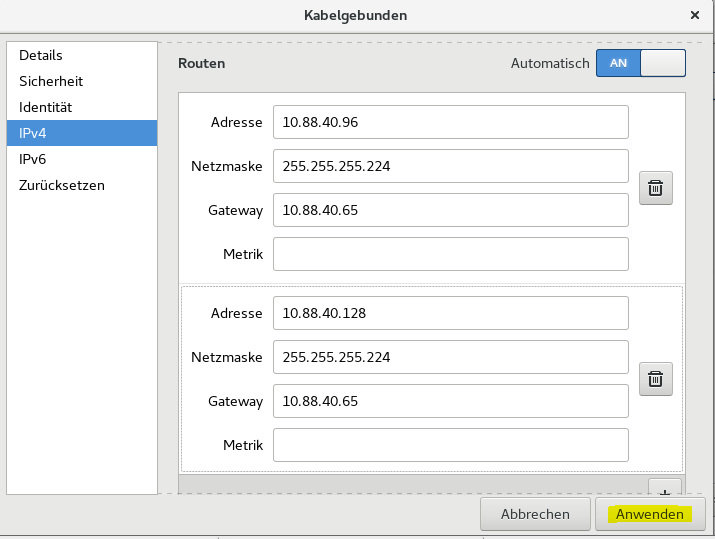 Kabelgebunden
Details
Sicherheit
Identität
IPv4
IPv6
Zurücksetzen
Routen
Automatisch
AN
Adresse
10.88.40.96
Netzmaske
255.255.255.224
Gateway
10.88.40.65
Metrik
Adresse
10.88.40.128
Netzmaske
255.255.255.224
Gateway
10.88.40.65
Metrik
Abbrechen
Anwenden